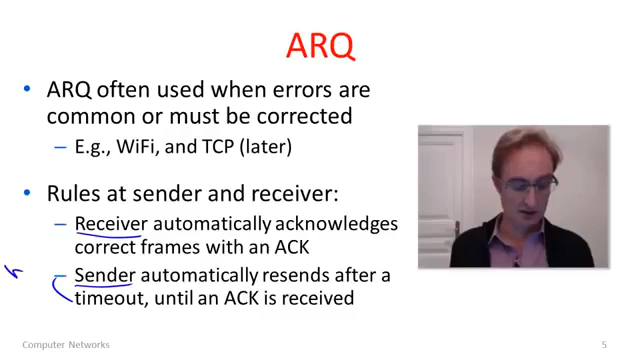 ARQ
• ARQ often used when errors are
common or must be corrected
– E.g., WiFi, and TCP (later)
• Rules at sender and receiver:
– Receiver automatically acknowledges
correct frames with an ACK
– Sender automatically resends after a
timeout, until an ACK is received
Computer Networks
5